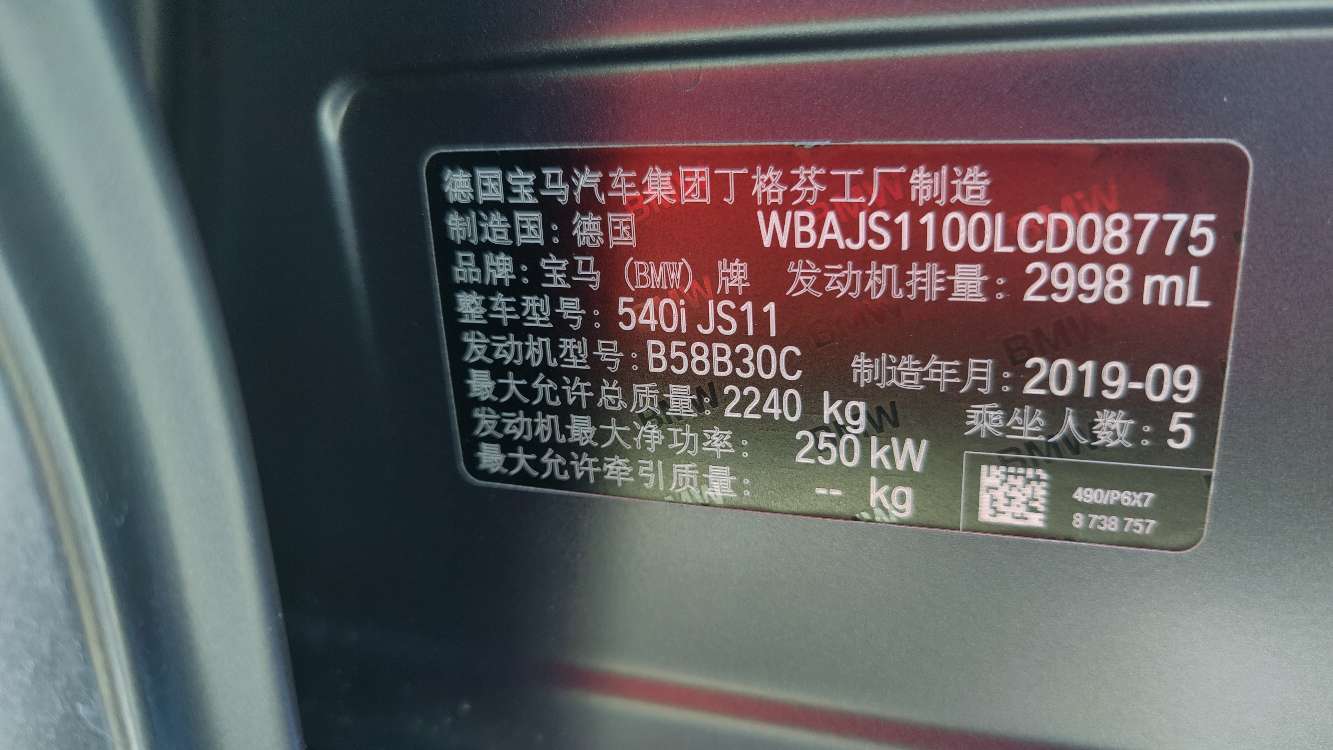 德国宝马汽车集团丁格芬工厂制造
制造国: 德国 WBAJS1100LCD08775
品牌: 宝马 (BMW) 牌 发动机排量: 2998 mL
整车型号: 540i JS11
发动机型号: B58B30C 制造年月: 2019-09
最大允许总质量: 2240 kg 乘坐人数: 5
发动机最大净功率: 250 kW
最大允许牵引质量: -- kg
490/P6X7
8 738 757